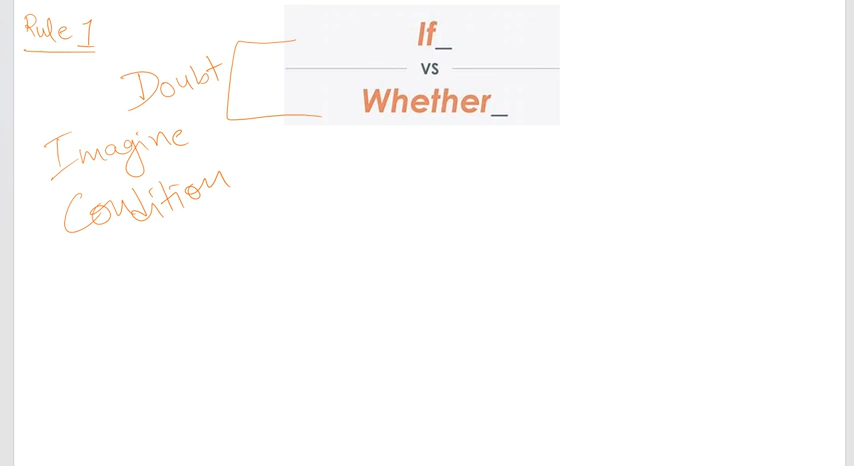 Rule 1
If_
vs
Whether_
Doubt
Imagine
Condition